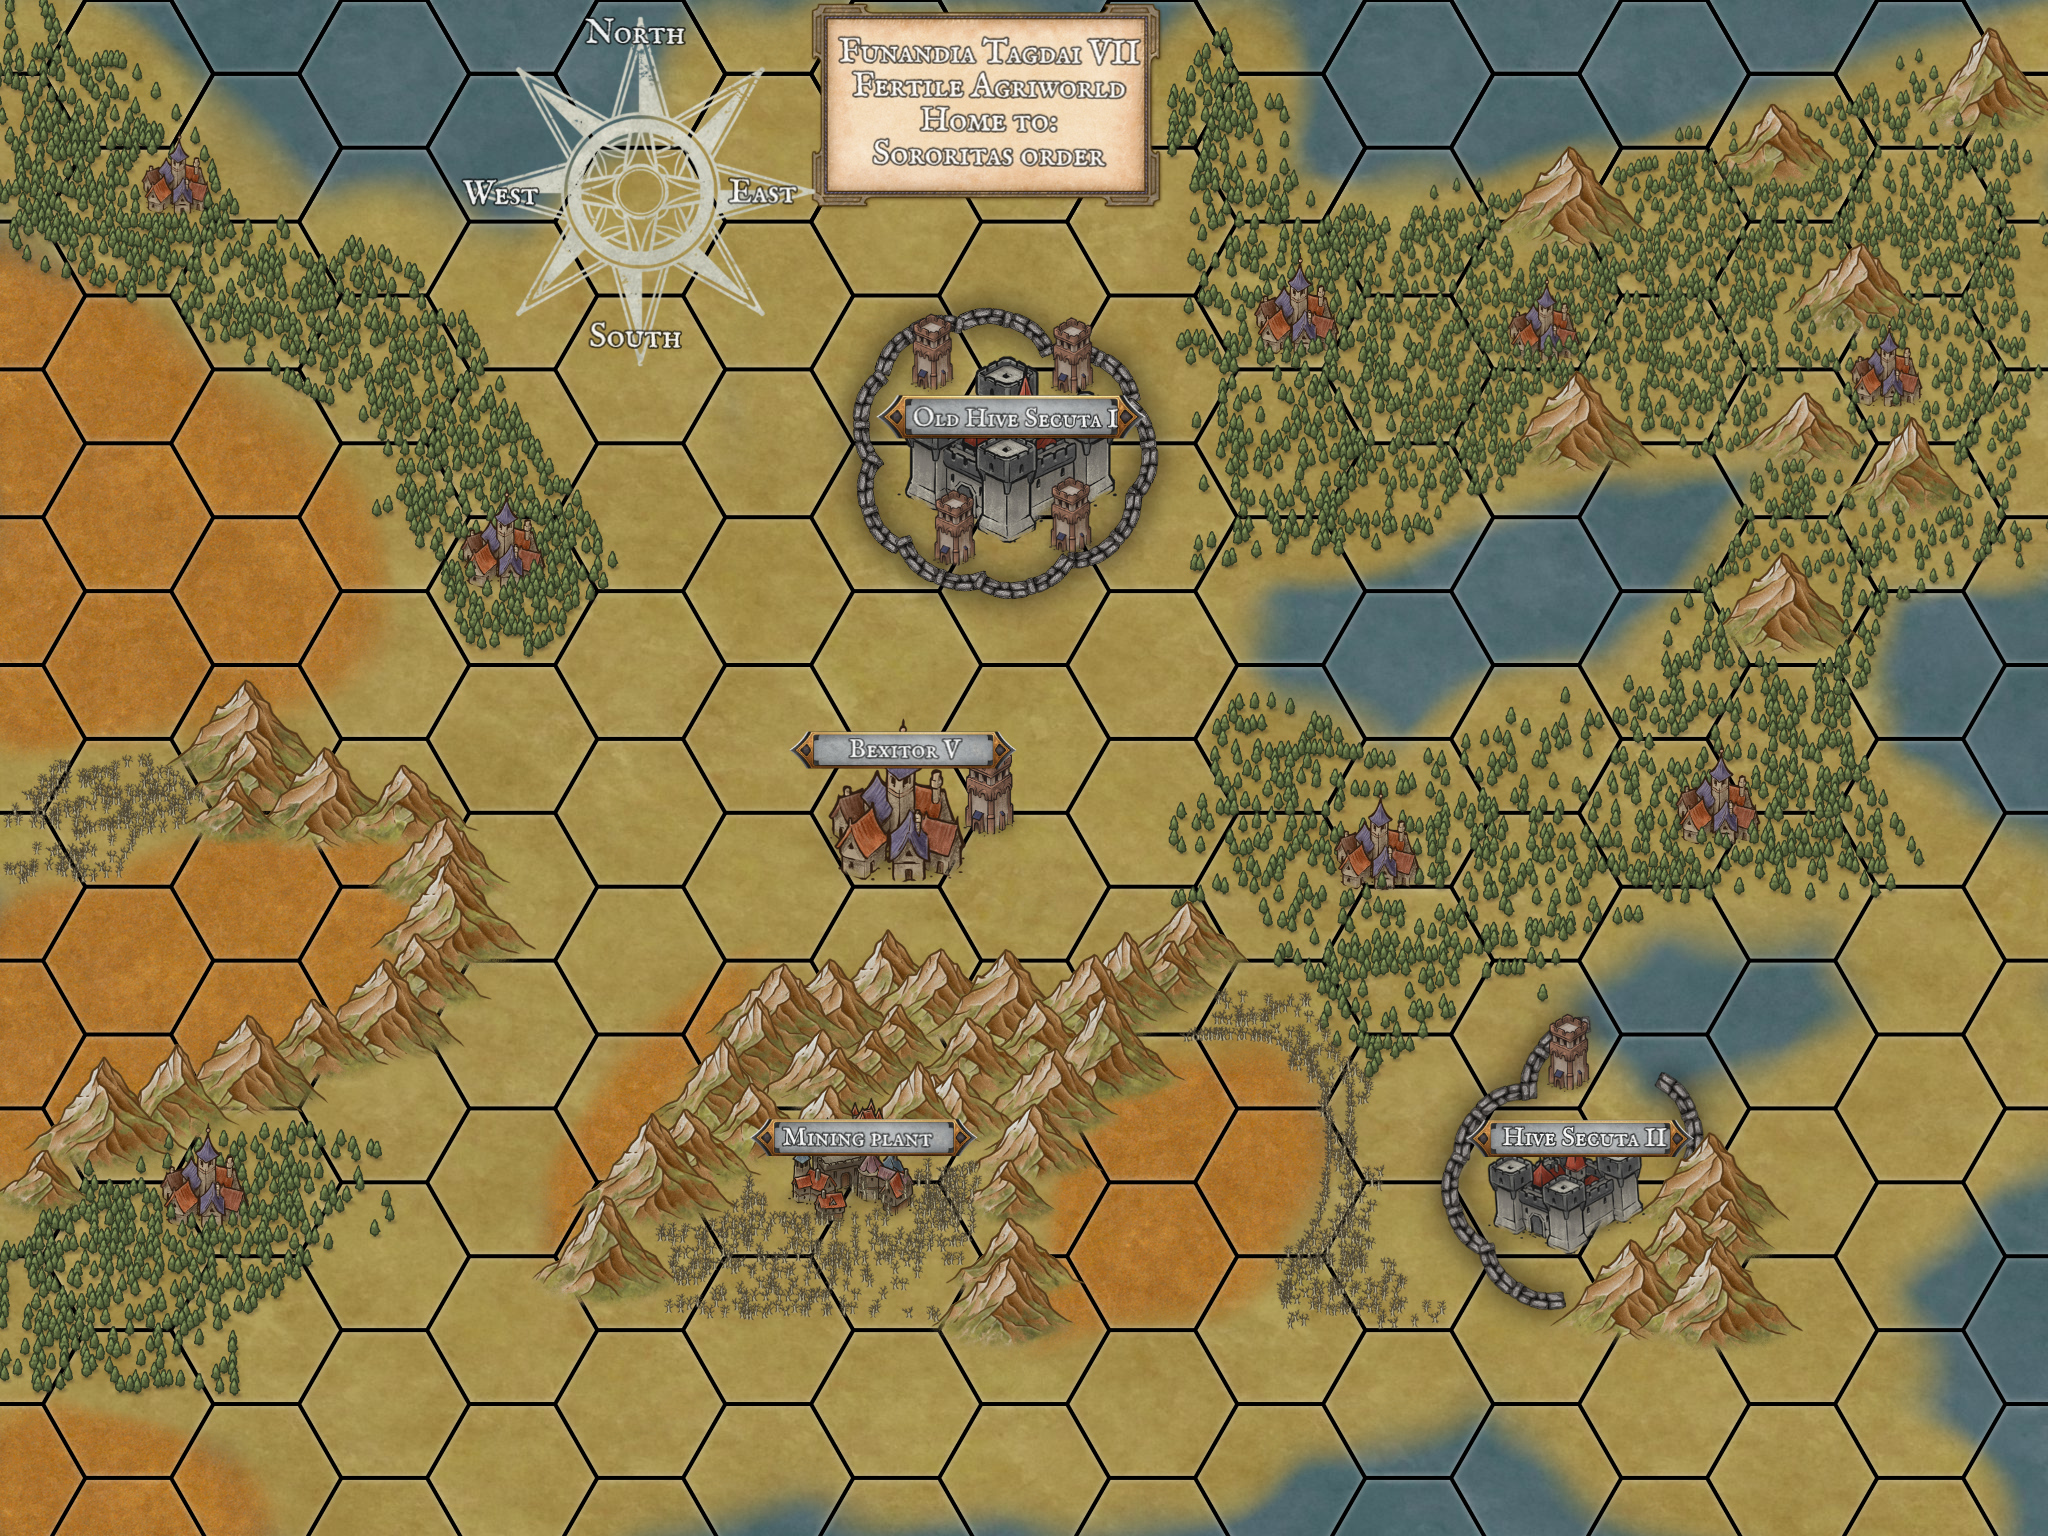 North
West
East
South
Funandia Tagdai VII
Fertile Agriworld
Home to:
Sororitas order
Old Hive Secuta I
Bexitor V
Mining plant
Hive Secuta II